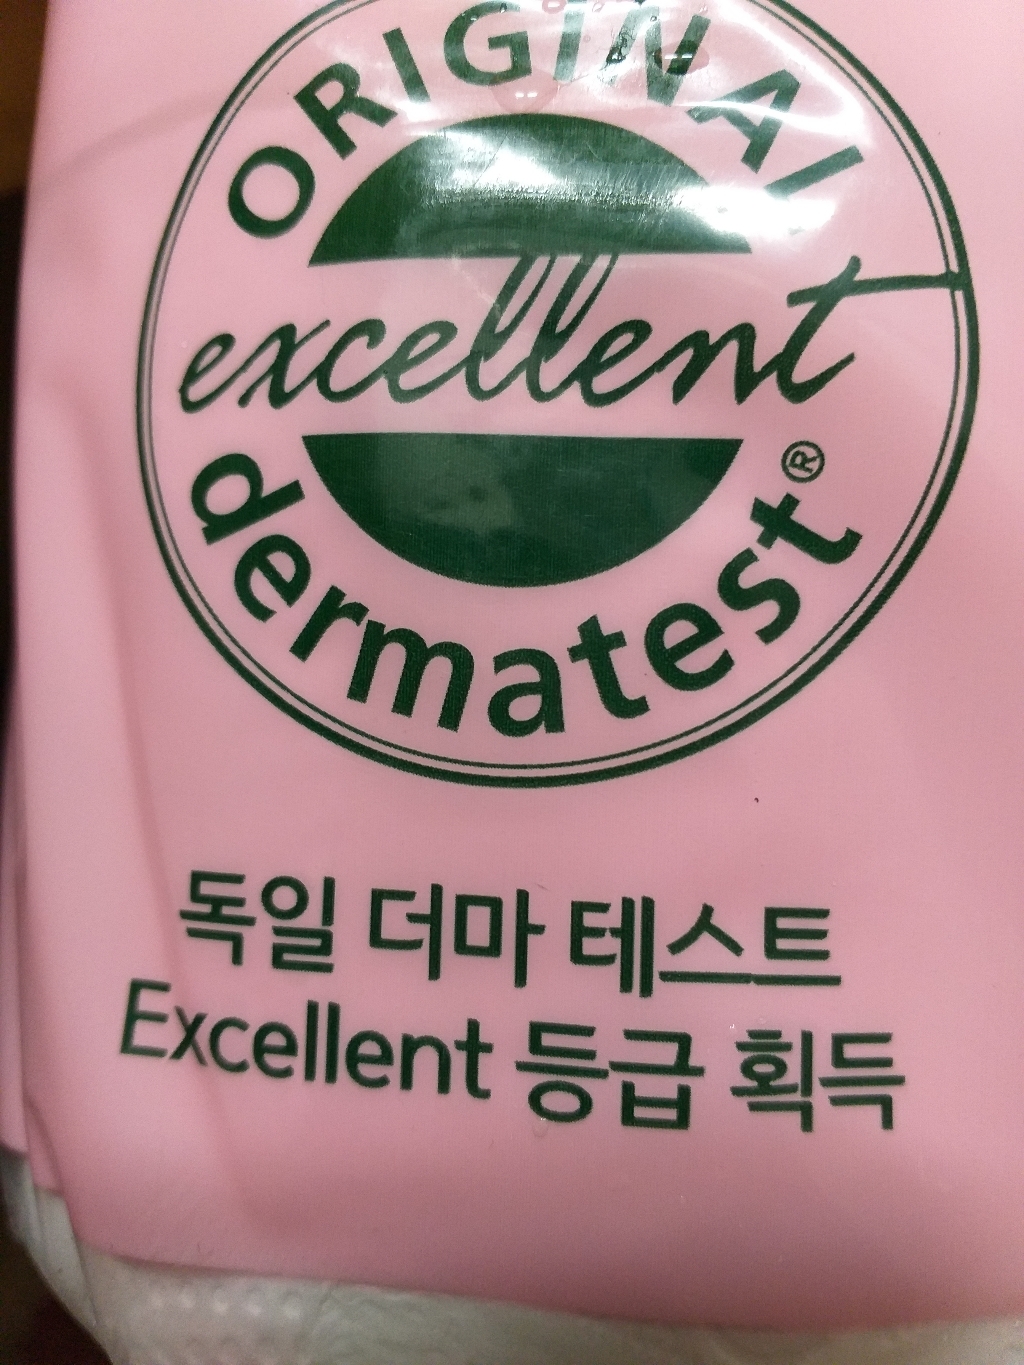 ORIGINAL
excellent
dermatest®
독일 더마 테스트
Excellent 등급 획득